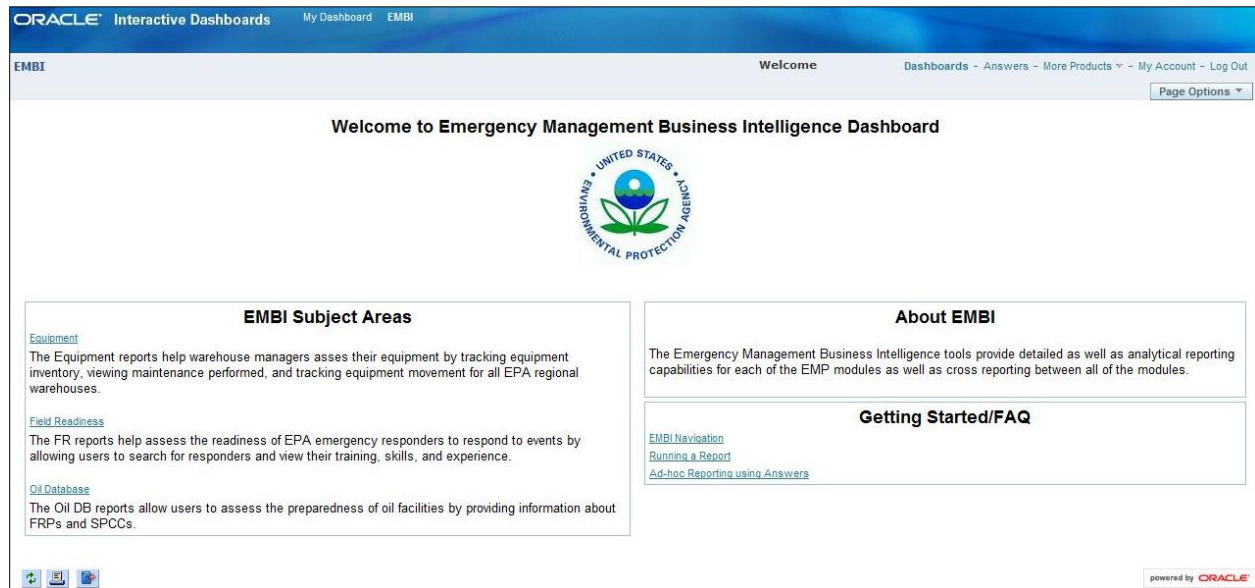 ORACLE® Interactive Dashboards My Dashboard EMBI
EMBI Welcome Dashboards - Answers - More Products - My Account - Log Out
Page Options
Welcome to Emergency Management Business Intelligence Dashboard
UNITED STATES • ENVIRONMENTAL PROTECTION AGENCY •
EMBI Subject Areas
Equipment
The Equipment reports help warehouse managers asses their equipment by tracking equipment
inventory, viewing maintenance performed, and tracking equipment movement for all EPA regional
warehouses.
Field Readiness
The FR reports help assess the readiness of EPA emergency responders to respond to events by
allowing users to search for responders and view their training, skills, and experience.
Oil Database
The Oil DB reports allow users to assess the preparedness of oil facilities by providing information about
FRPs and SPCCs.
About EMBI
The Emergency Management Business Intelligence tools provide detailed as well as analytical reporting
capabilities for each of the EMP modules as well as cross reporting between all of the modules.
Getting Started/FAQ
EMBI Navigation
Running a Report
Ad-hoc Reporting using Answers
powered by ORACLE®